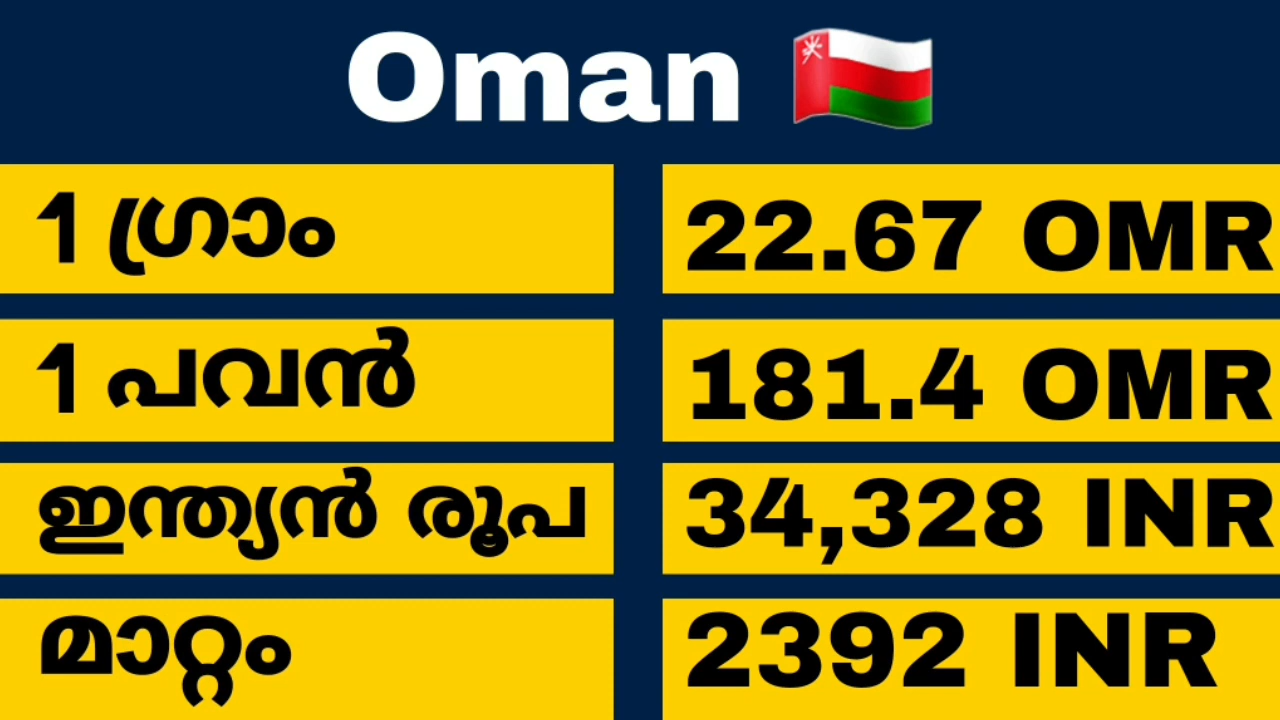 Oman 🇴🇲
1 ഗ്രാം 22.67 OMR
1 പവൻ 181.4 OMR
ഇന്ത്യൻ രൂപ 34,328 INR
മാറ്റം 2392 INR